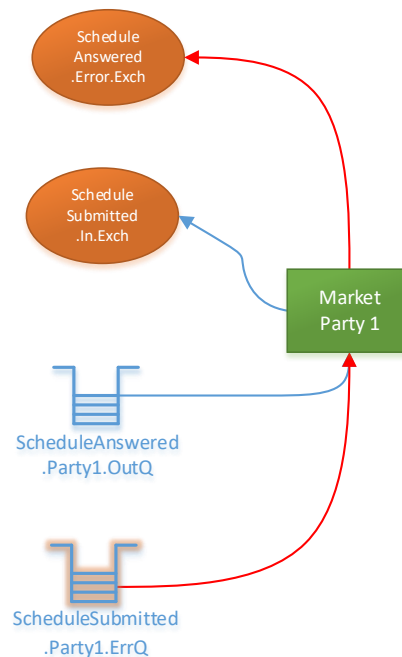 Schedule
Answered
.Error.Exch
Schedule
Submitted
.In.Exch
Market
Party 1
ScheduleAnswered
.Party1.OutQ
ScheduleSubmitted
.Party1.ErrQ